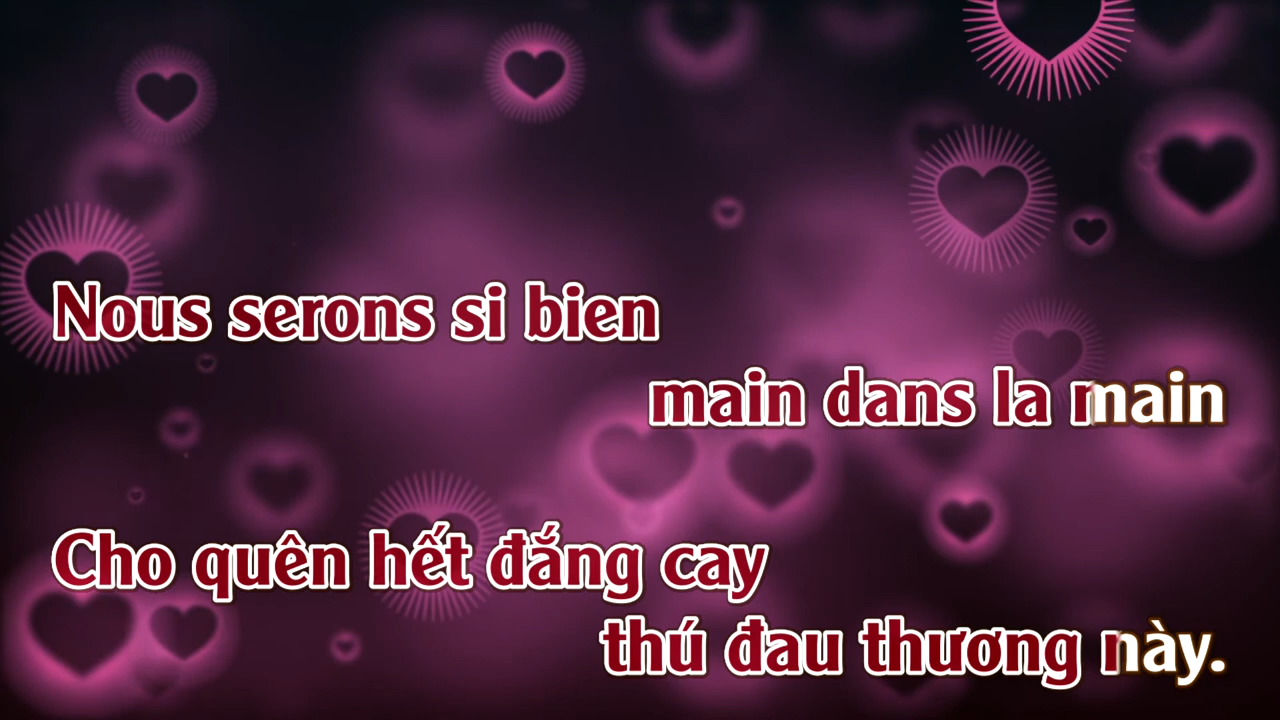 Nous serons si bien
main dans la main
Cho quên hết đắng cay
thú đau thương này.